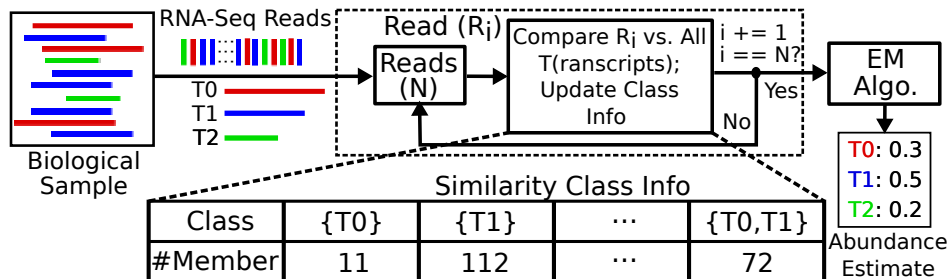 RNA-Seq Reads
T0
T1
T2
Biological
Sample
Read (Ri)
Reads
(N)
Compare Ri vs. All
T(ranscripts);
Update Class
Info
i += 1
i == N?
Yes
No
EM
Algo.
T0: 0.3
T1: 0.5
T2: 0.2
Abundance
Estimate
Similarity Class Info
Class {T0} {T1} ... {T0,T1}
#Member 11 112 ... 72